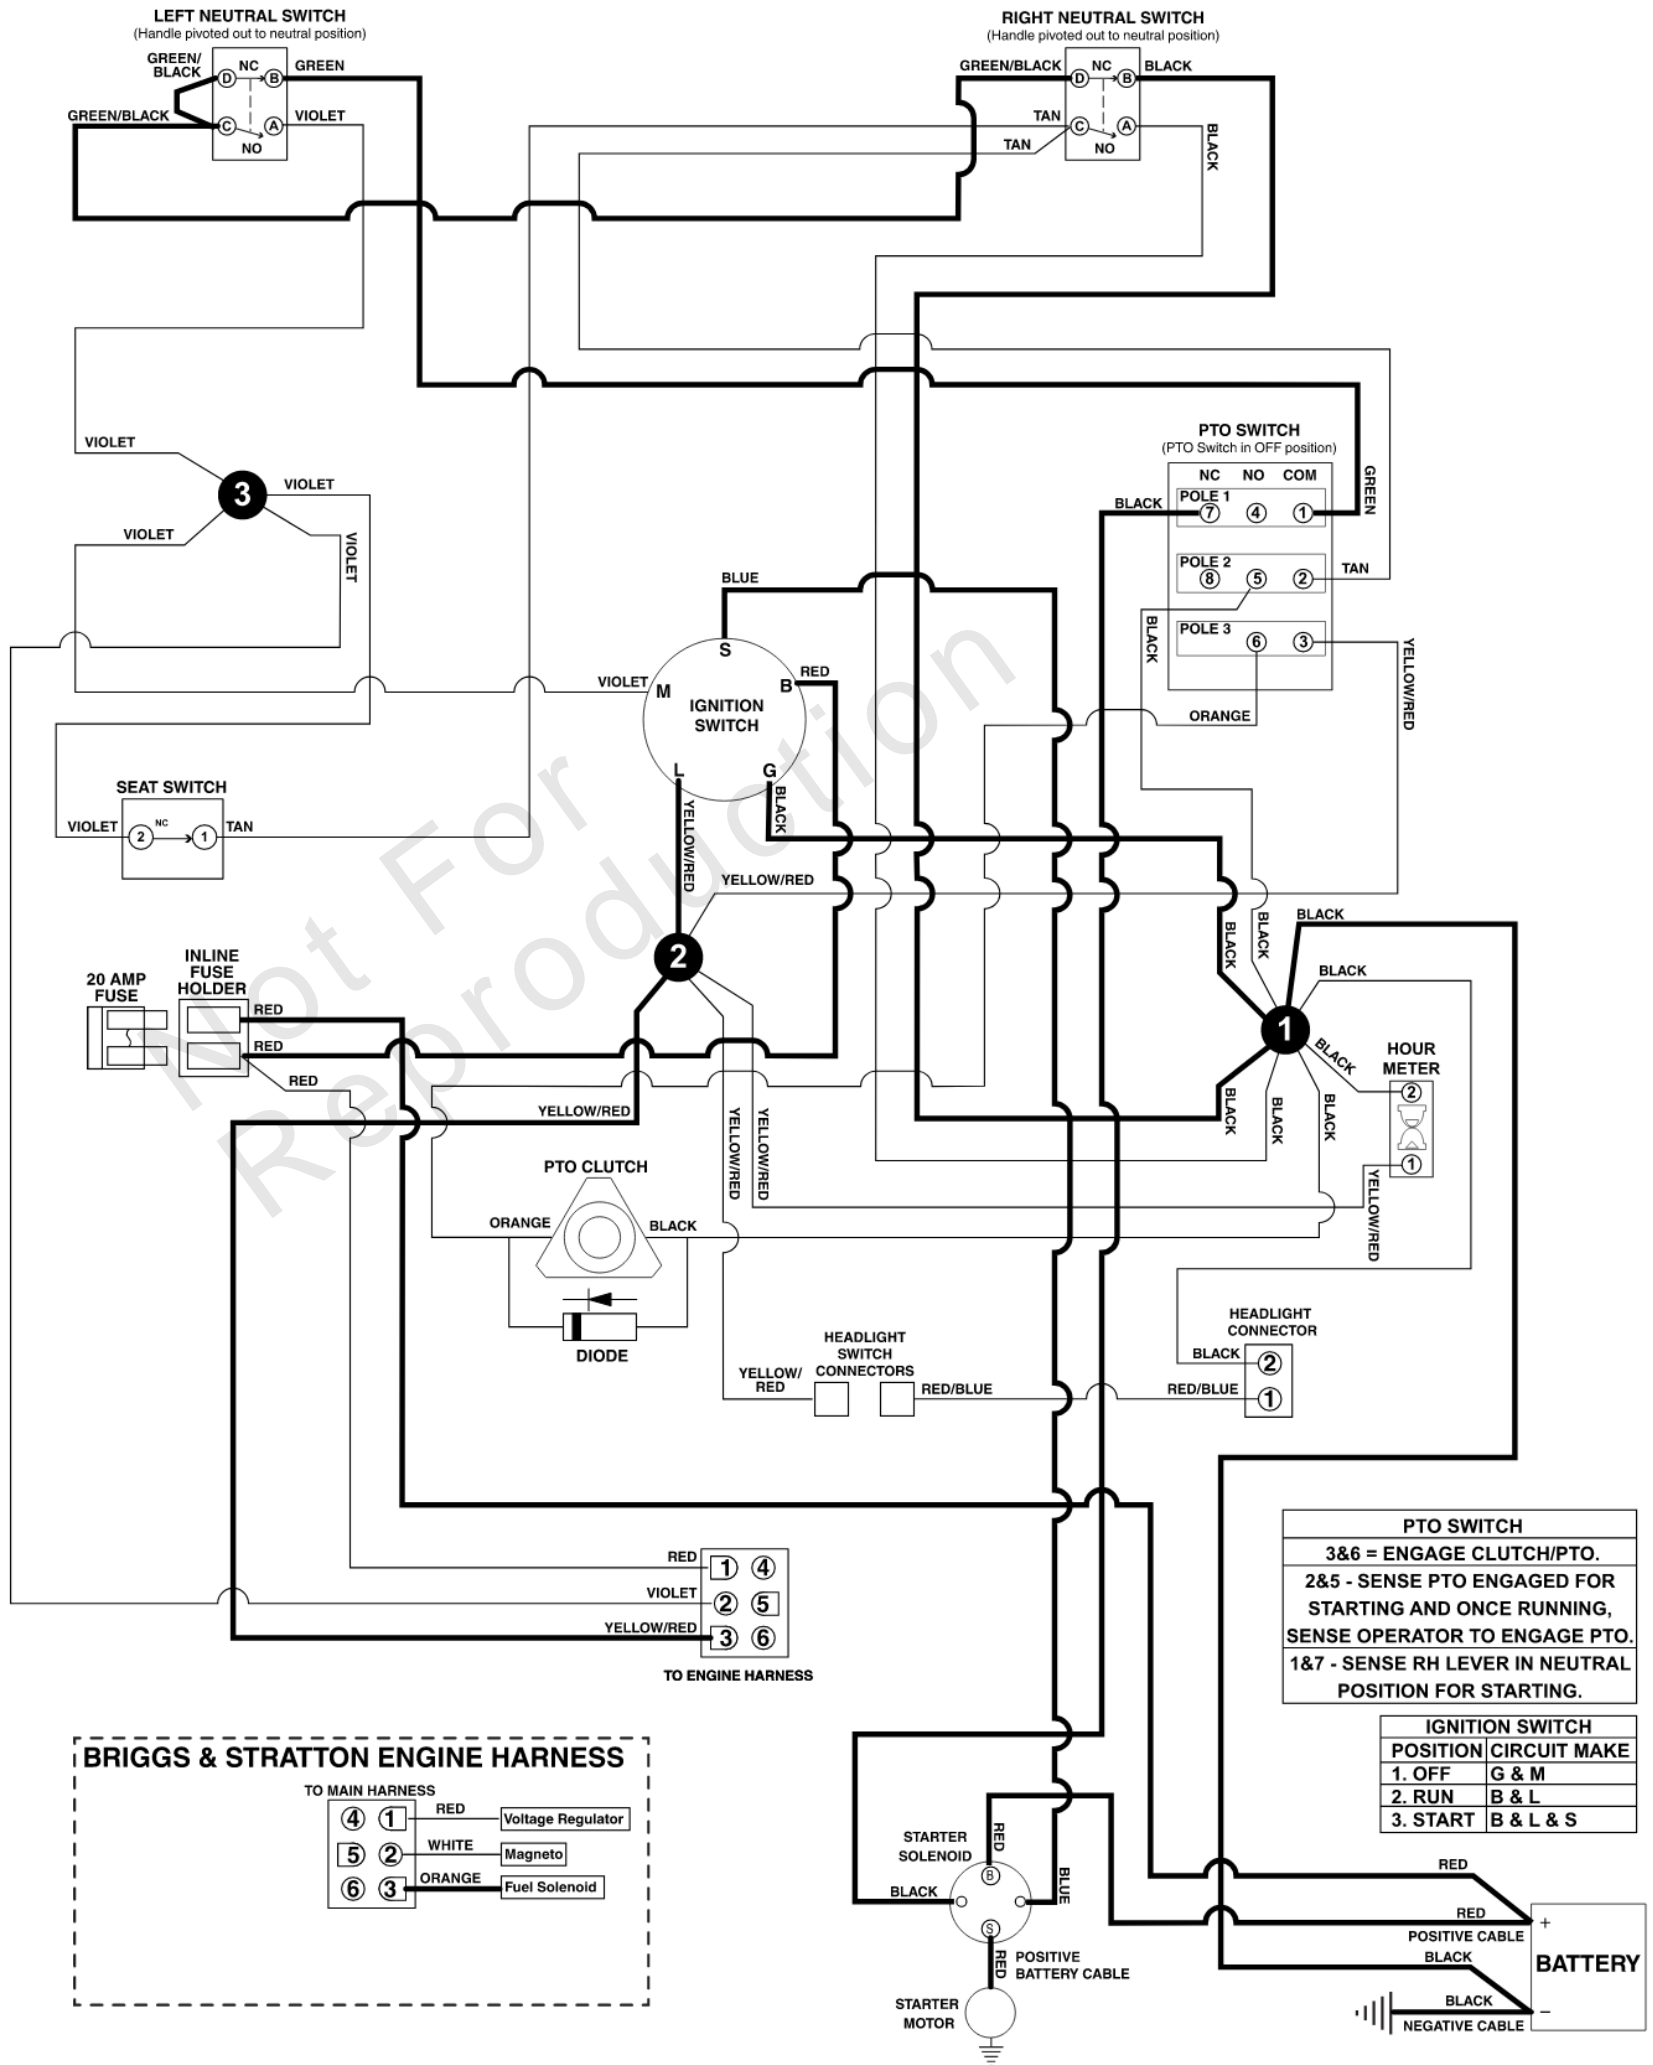 LEFT NEUTRAL SWITCH
(Handle pivoted out to neutral position)
RIGHT NEUTRAL SWITCH
(Handle pivoted out to neutral position)
GREEN/
BLACK
D
NC
B
GREEN
GREEN/BLACK
C
A
VIOLET
NO
GREEN/BLACK
D
NC
B
BLACK
TAN
C
A
TAN
NO
BLACK
VIOLET
3
VIOLET
VIOLET
VIOLET
PTO SWITCH
(PTO Switch in OFF position)
NC NO COM
POLE 1
BLACK
7 4 1
GREEN
POLE 2
8 5 2
TAN
POLE 3
6 3
BLACK
YELLOW/RED
ORANGE
BLUE
S
RED
VIOLET
M
B
IGNITION
SWITCH
L
G
YELLOW/RED
BLACK
SEAT SWITCH
VIOLET
2
NC
1
TAN
YELLOW/RED
2
BLACK
BLACK
BLACK
BLACK
1
BLACK
HOUR
METER
2
1
BLACK
BLACK
BLACK
YELLOW/RED
20 AMP
FUSE
INLINE
FUSE
HOLDER
RED
RED
RED
YELLOW/RED
YELLOW/RED
YELLOW/RED
PTO CLUTCH
ORANGE
BLACK
DIODE
HEADLIGHT
SWITCH
CONNECTORS
YELLOW/
RED
RED/BLUE
HEADLIGHT
CONNECTOR
BLACK
2
RED/BLUE
1
RED
1 4
VIOLET
2 5
YELLOW/RED
3 6
TO ENGINE HARNESS
PTO SWITCH
3&6 = ENGAGE CLUTCH/PTO.
2&5 - SENSE PTO ENGAGED FOR
STARTING AND ONCE RUNNING,
SENSE OPERATOR TO ENGAGE PTO.
1&7 - SENSE RH LEVER IN NEUTRAL
POSITION FOR STARTING.
IGNITION SWITCH
POSITION CIRCUIT MAKE
1. OFF G & M
2. RUN B & L
3. START B & L & S
BRIGGS & STRATTON ENGINE HARNESS
TO MAIN HARNESS
4 1 RED Voltage Regulator
5 2 WHITE Magneto
6 3 ORANGE Fuel Solenoid
STARTER
SOLENOID
RED
B
BLACK
BLUE
S
RED
POSITIVE
BATTERY CABLE
STARTER
MOTOR
RED
RED
+
POSITIVE CABLE
BLACK
BATTERY
BLACK
−
NEGATIVE CABLE
Not For
Reproduction